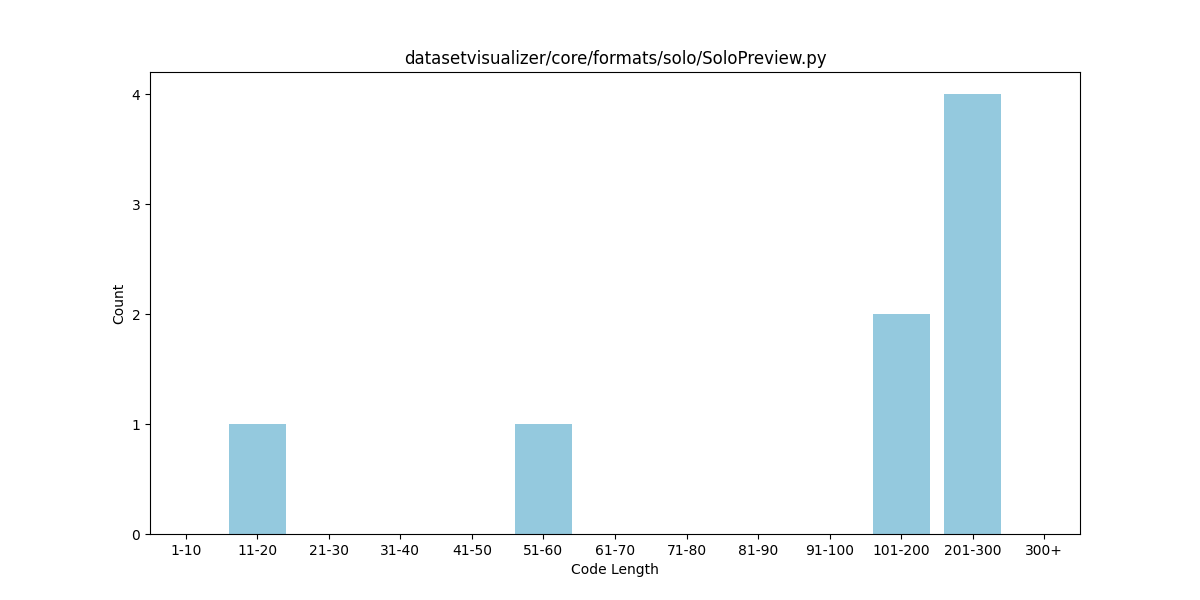 datasetvisualizer/core/formats/solo/SoloPreview.py
4
3
2
1
0
Count
1-10 11-20 21-30 31-40 41-50 51-60 61-70 71-80 81-90 91-100 101-200 201-300 300+
Code Length